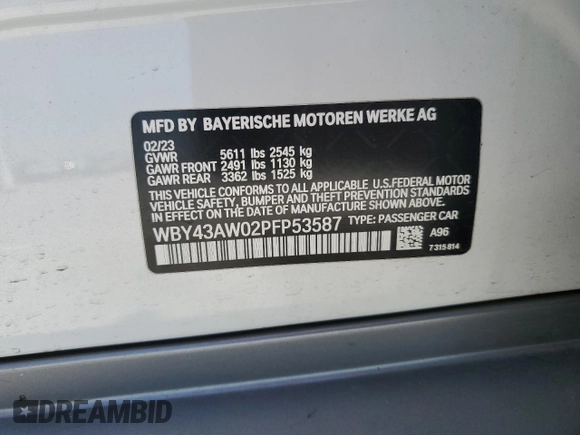 MFD BY BAYERISCHE MOTOREN WERKE AG
02/23
GVWR 5611 lbs 2545 kg
GAWR FRONT 2491 lbs 1130 kg
GAWR REAR 3362 lbs 1525 kg
THIS VEHICLE CONFORMS TO ALL APPLICABLE U.S.FEDERAL MOTOR
VEHICLE SAFETY, BUMPER, AND THEFT PREVENTION STANDARDS
IN EFFECT ON THE DATE OF MANUFACTURE SHOWN ABOVE.
WBY43AW02PFP53587 TYPE: PASSENGER CAR
A96
7 315 814
DREAMBID